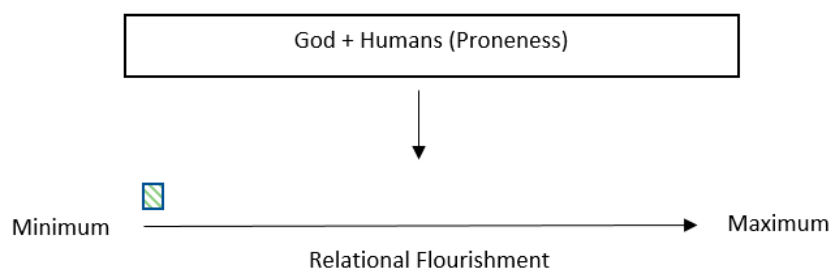 God + Humans (Proneness)
Minimum
Maximum
Relational Flourishment